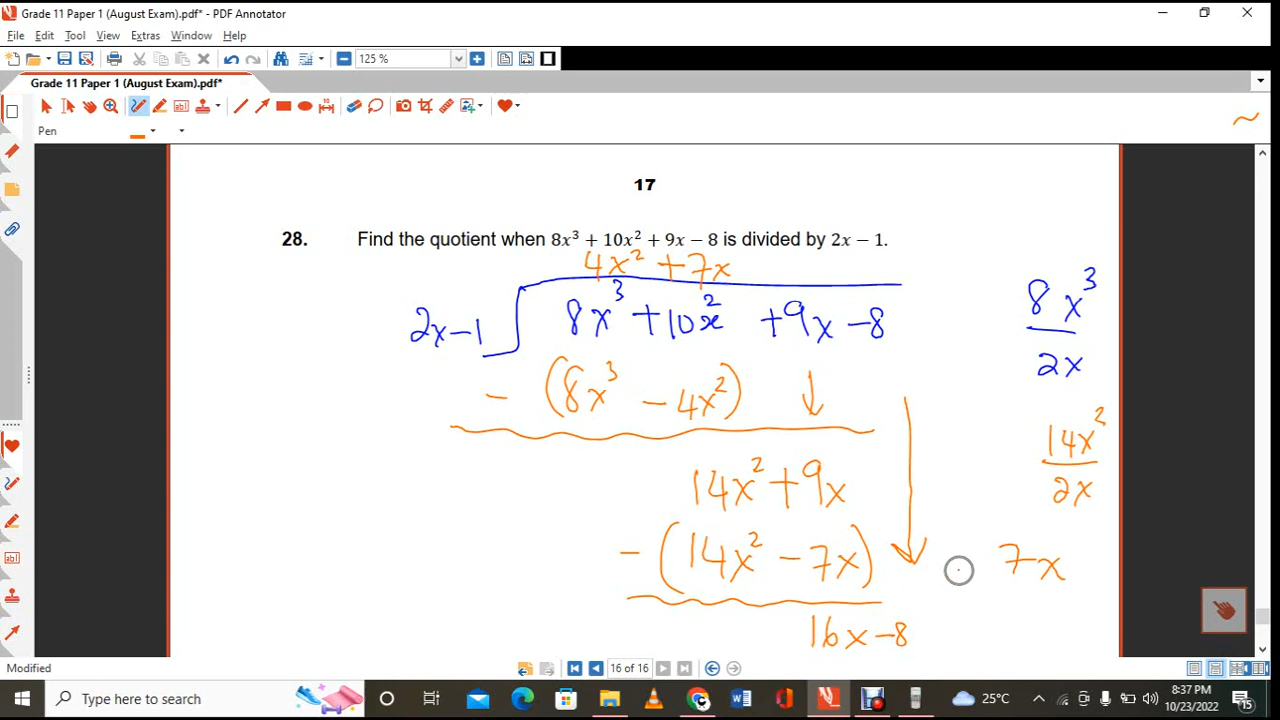 Grade 11 Paper 1 (August Exam).pdf* - PDF Annotator
File Edit Tool View Extras Window Help
125 %
Grade 11 Paper 1 (August Exam).pdf*
Pen
17
28. Find the quotient when 8x³ + 10x² + 9x − 8 is divided by 2x − 1.
4x² + 7x
2x−1 8x³ +10x² +9x −8
8x³
2x
− (8x³ − 4x²)
14x²
2x
14x² + 9x
− (14x² − 7x)
7x
16x −8
Modified
16 of 16
Type here to search
25°C
8:37 PM
10/23/2022
15